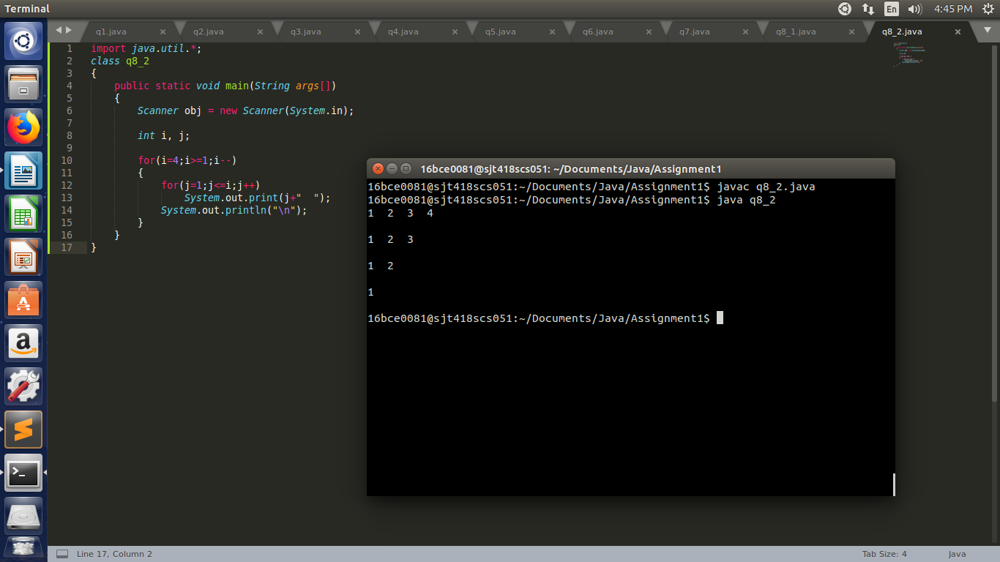 Terminal
En
4:45 PM
q1.java × q2.java × q3.java × q4.java × q5.java × q6.java × q7.java × q8_1.java × q8_2.java ×
1 import java.util.*;
2 class q8_2
3 {
4     public static void main(String args[])
5     {
6         Scanner obj = new Scanner(System.in);
7
8         int i, j;
9
10         for(i=4;i>=1;i--)
11         {
12             for(j=1;j<=i;j++)
13                 System.out.print(j+"  ");
14             System.out.println("\n");
15         }
16     }
17 }
16bce0081@sjt418scs051: ~/Documents/Java/Assignment1
16bce0081@sjt418scs051:~/Documents/Java/Assignment1$ javac q8_2.java
16bce0081@sjt418scs051:~/Documents/Java/Assignment1$ java q8_2
1  2  3  4
1  2  3
1  2
1
16bce0081@sjt418scs051:~/Documents/Java/Assignment1$
Line 17, Column 2
Tab Size: 4
Java